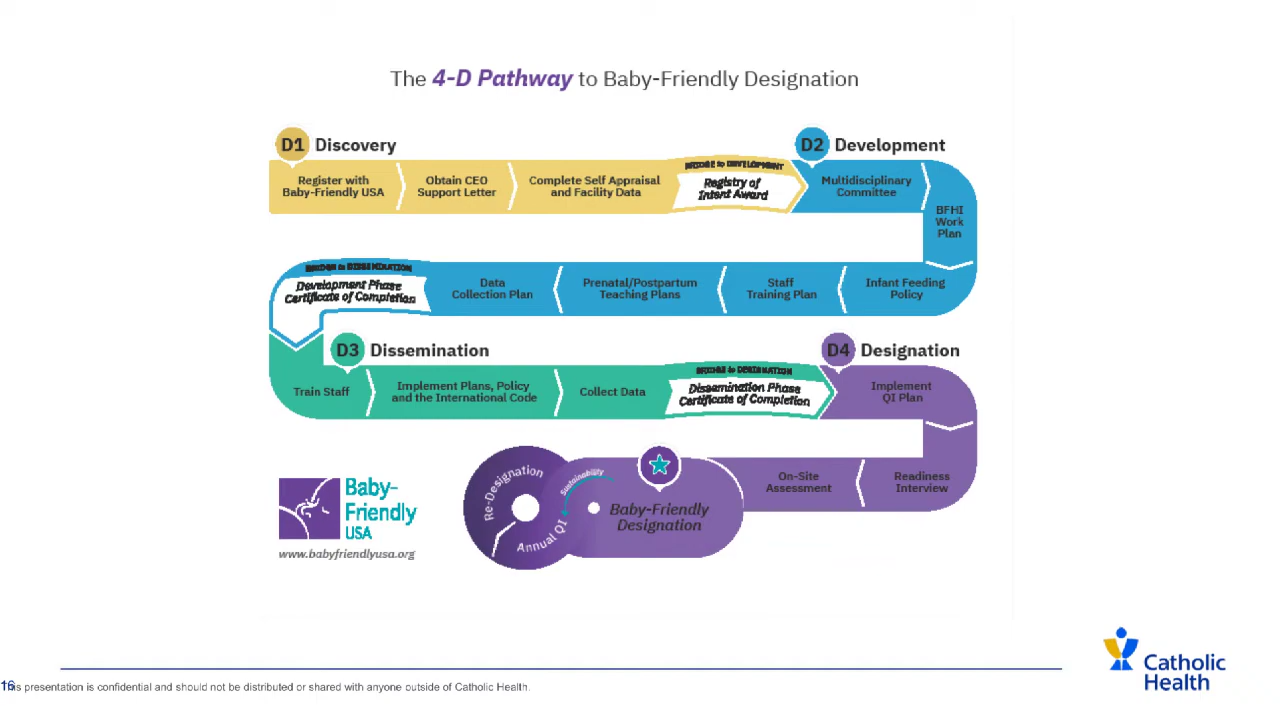 The 4-D Pathway to Baby-Friendly Designation
D1 Discovery
Register with
Baby-Friendly USA
Obtain CEO
Support Letter
Complete Self Appraisal
and Facility Data
BRIDGE to DEVELOPMENT
Registry of
Intent Award
D2 Development
Multidisciplinary
Committee
BFHI
Work
Plan
Infant Feeding
Policy
Staff
Training Plan
Prenatal/Postpartum
Teaching Plans
Data
Collection Plan
BRIDGE to DISSEMINATION
Development Phase
Certificate of Completion
D3 Dissemination
Train Staff
Implement Plans, Policy
and the International Code
Collect Data
BRIDGE to DESIGNATION
Dissemination Phase
Certificate of Completion
D4 Designation
Implement
QI Plan
Readiness
Interview
On-Site
Assessment
Baby-Friendly
Designation
Sustainability
Annual QI
Re-Designation
Baby-
Friendly
USA
www.babyfriendlyusa.org
Catholic
Health
16
is presentation is confidential and should not be distributed or shared with anyone outside of Catholic Health.